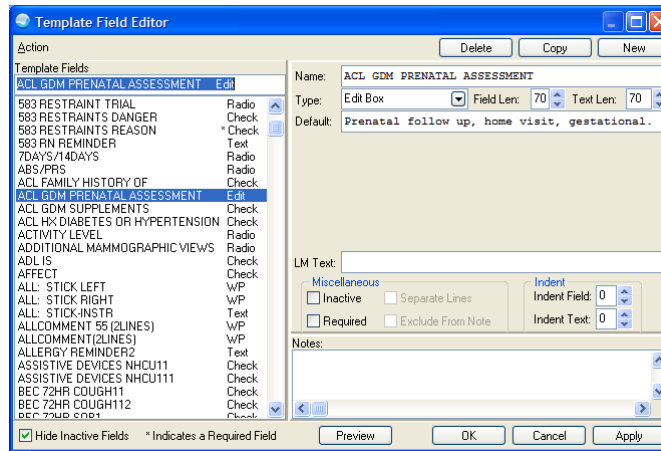 Template Field Editor
Action
Delete
Copy
New
Template Fields
ACL GDM PRENATAL ASSESSMENT Edit
583 RESTRAINT TRIAL Radio
583 RESTRAINTS DANGER Check
583 RESTRAINTS REASON * Check
583 RN REMINDER Text
7DAYS/14DAYS Radio
ABS/PRS Radio
ACL FAMILY HISTORY OF Check
ACL GDM PRENATAL ASSESSMENT Edit
ACL GDM SUPPLEMENTS Check
ACL HX DIABETES OR HYPERTENSION Check
ACTIVITY LEVEL Radio
ADDITIONAL MAMMOGRAPHIC VIEWS Radio
ADL IS Check
AFFECT Check
ALL: STICK LEFT WP
ALL: STICK RIGHT WP
ALL: STICK-INSTR Text
ALLCOMMENT 55 (2LINES) WP
ALLCOMMENT(2LINES) WP
ALLERGY REMINDER2 Text
ASSISTIVE DEVICES NHCU11 Check
ASSISTIVE DEVICES NHCU111 Check
BEC 72HR COUGH11 Check
BEC 72HR COUGH112 Check
BEC 72HR SOB1 Check
Name: ACL GDM PRENATAL ASSESSMENT
Type: Edit Box Field Len: 70 Text Len: 70
Default: Prenatal follow up, home visit, gestational.
LM Text:
Miscellaneous
Inactive Separate Lines
Required Exclude From Note
Indent
Indent Field: 0
Indent Text: 0
Notes:
Hide Inactive Fields * Indicates a Required Field
Preview
OK
Cancel
Apply